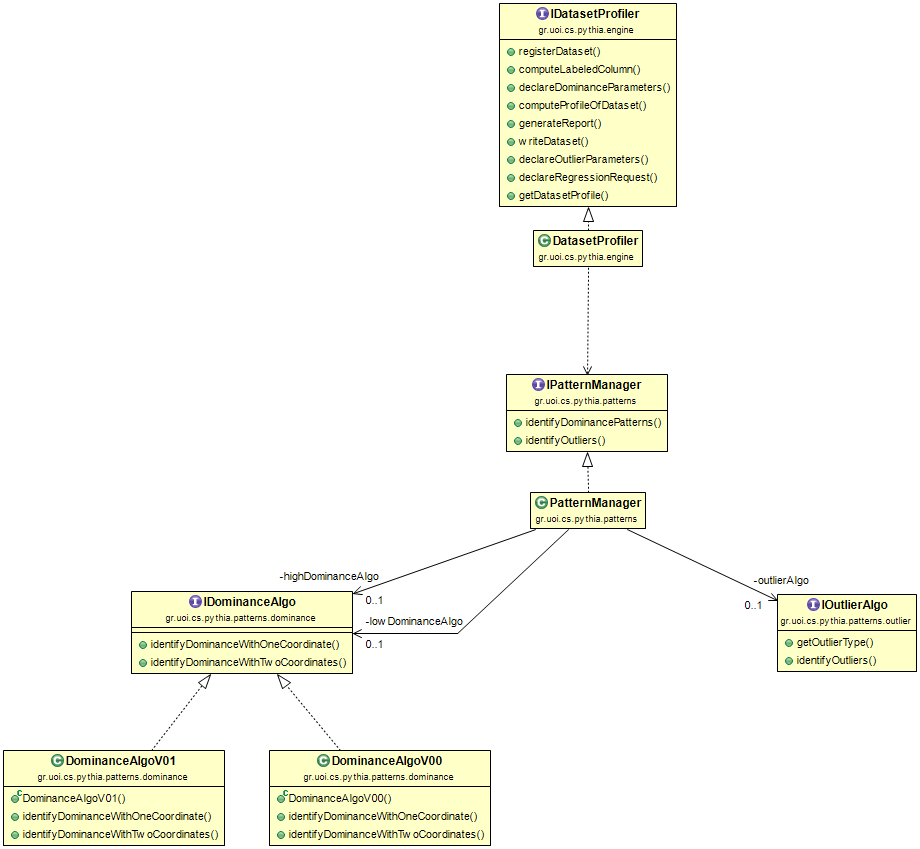 IDatasetProfiler
gr.uoi.cs.pythia.engine
registerDataset()
computeLabeledColumn()
declareDominanceParameters()
computeProfileOfDataset()
generateReport()
writeDataset()
declareOutlierParameters()
declareRegressionRequest()
getDatasetProfile()
DatasetProfiler
gr.uoi.cs.pythia.engine
IPatternManager
gr.uoi.cs.pythia.patterns
identifyDominancePatterns()
identifyOutliers()
PatternManager
gr.uoi.cs.pythia.patterns
-highDominanceAlgo
0..1
-lowDominanceAlgo
0..1
-outlierAlgo
0..1
IDominanceAlgo
gr.uoi.cs.pythia.patterns.dominance
identifyDominanceWithOneCoordinate()
identifyDominanceWithTwoCoordinates()
IOutlierAlgo
gr.uoi.cs.pythia.patterns.outlier
getOutlierType()
identifyOutliers()
DominanceAlgoV01
gr.uoi.cs.pythia.patterns.dominance
DominanceAlgoV01()
identifyDominanceWithOneCoordinate()
identifyDominanceWithTwoCoordinates()
DominanceAlgoV00
gr.uoi.cs.pythia.patterns.dominance
DominanceAlgoV00()
identifyDominanceWithOneCoordinate()
identifyDominanceWithTwoCoordinates()